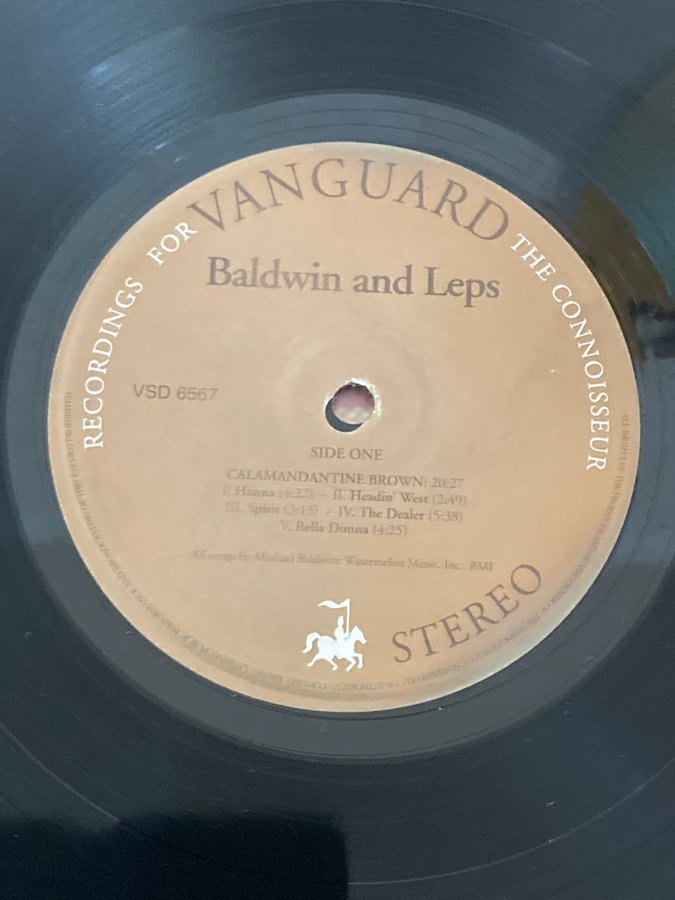 RECORDINGS FOR VANGUARD THE CONNOISSEUR
Baldwin and Leps
VSD 6567
SIDE ONE
CALAMANDANTINE BROWN: 20:27
I. Hanna (4:22) - II. Headin' West (2:49)
III. Spirit (3:13) - IV. The Dealer (5:38)
V. Bella Donna (4:25)
All songs by Michael Baldwin; Watermelon Music, Inc., BMI
STEREO